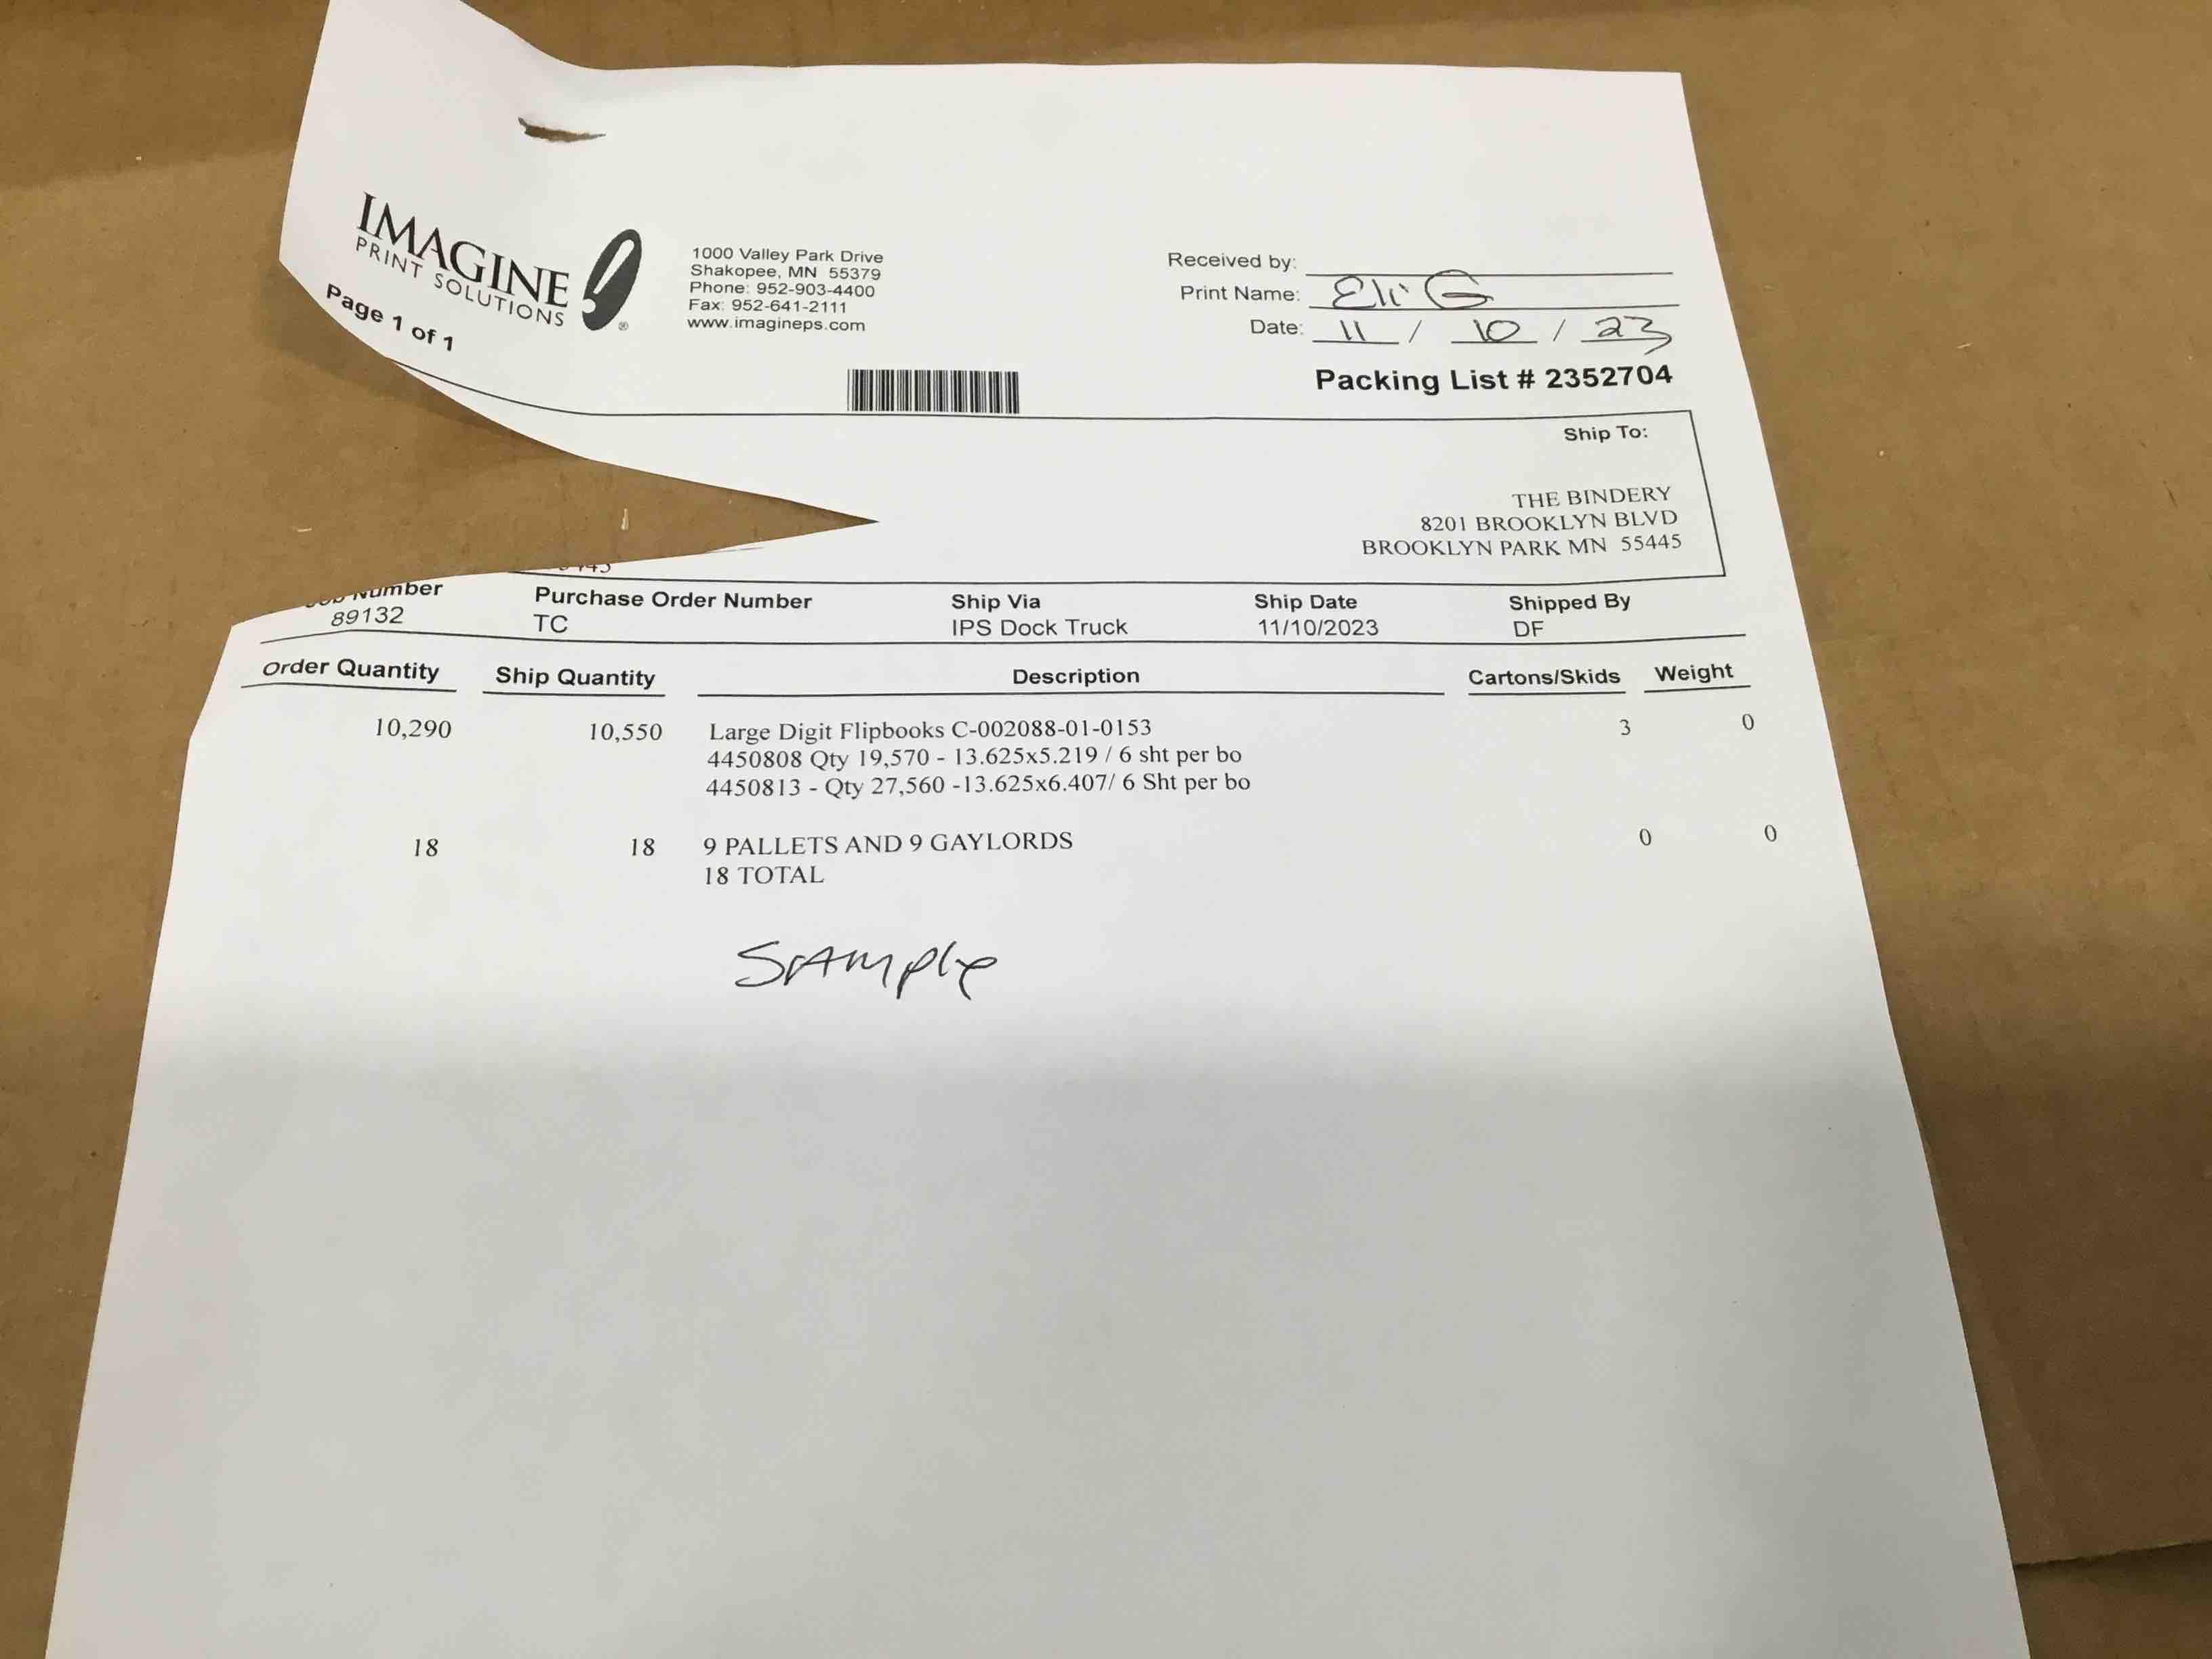 IMAGINE
PRINT SOLUTIONS
®
Page 1 of 1
1000 Valley Park Drive
Shakopee, MN 55379
Phone: 952-903-4400
Fax: 952-641-2111
www.imagineps.com
Received by:
Print Name: Eli G
Date: 11 / 10 / 23
Packing List # 2352704
Ship To:
THE BINDERY
8201 BROOKLYN BLVD
BROOKLYN PARK MN 55445
Number Purchase Order Number Ship Via Ship Date Shipped By
89132 TC IPS Dock Truck 11/10/2023 DF
Order Quantity Ship Quantity Description Cartons/Skids Weight
10,290 10,550 Large Digit Flipbooks C-002088-01-0153 3 0
4450808 Qty 19,570 - 13.625x5.219 / 6 sht per bo
4450813 - Qty 27,560 -13.625x6.407/ 6 Sht per bo
18 18 9 PALLETS AND 9 GAYLORDS 0 0
18 TOTAL
SAMple